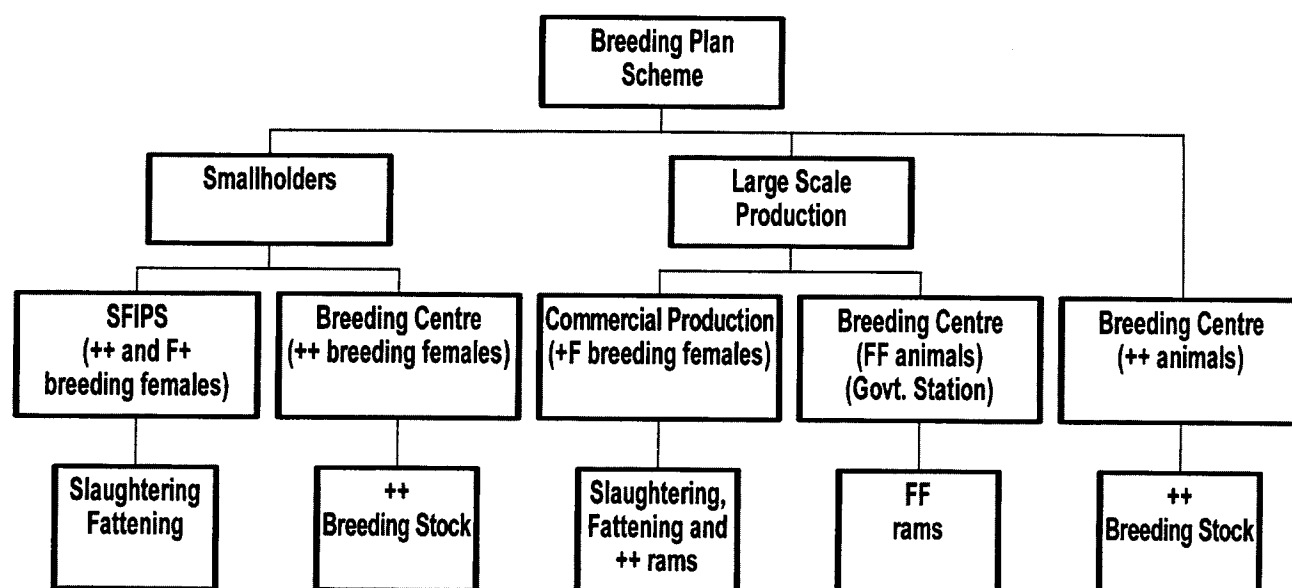 Breeding Plan
Scheme
Smallholders
Large Scale
Production
SFIPS
(++ and F+
breeding females)
Breeding Centre
(++ breeding females)
Commercial Production
(+F breeding females)
Breeding Centre
(FF animals)
(Govt. Station)
Breeding Centre
(++ animals)
Slaughtering
Fattening
++
Breeding Stock
Slaughtering,
Fattening and
++ rams
FF
rams
++
Breeding Stock